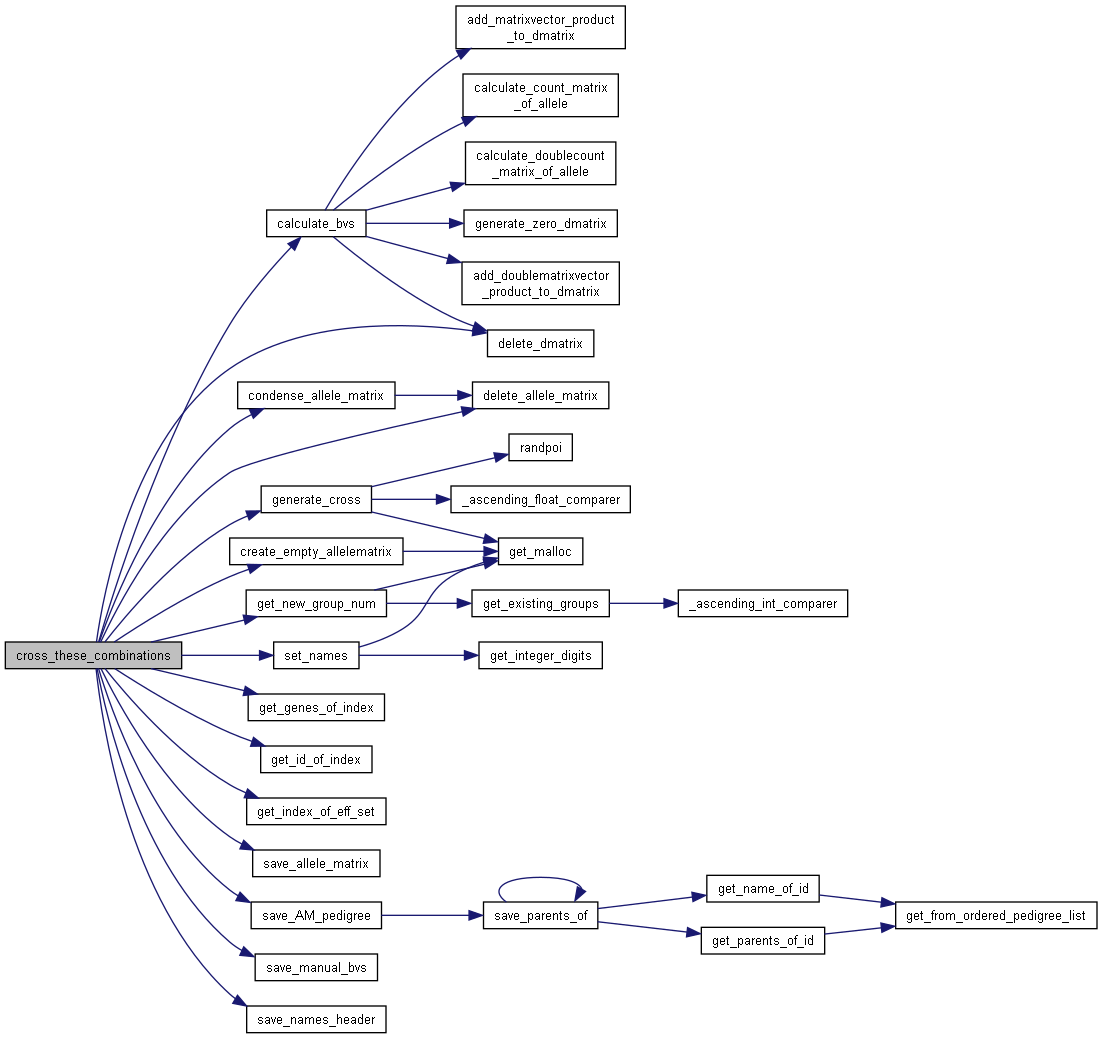 add_matrixvector_product
_to_dmatrix
calculate_count_matrix
_of_allele
calculate_doublecount
_matrix_of_allele
calculate_bvs
generate_zero_dmatrix
add_doublematrixvector
_product_to_dmatrix
delete_dmatrix
condense_allele_matrix
delete_allele_matrix
randpoi
generate_cross
_ascending_float_comparer
create_empty_allelematrix
get_malloc
get_new_group_num
get_existing_groups
_ascending_int_comparer
cross_these_combinations
set_names
get_integer_digits
get_genes_of_index
get_id_of_index
get_index_of_eff_set
save_allele_matrix
get_name_of_id
save_AM_pedigree
save_parents_of
get_from_ordered_pedigree_list
get_parents_of_id
save_manual_bvs
save_names_header